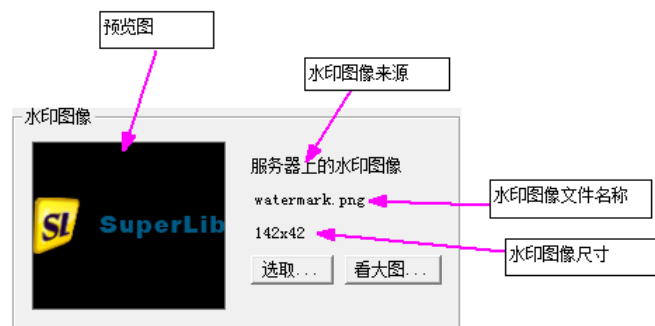 预览图
水印图像来源
水印图像
服务器上的水印图像
watermark.png
水印图像文件名称
SL SuperLib
142x42
水印图像尺寸
选取...
看大图...